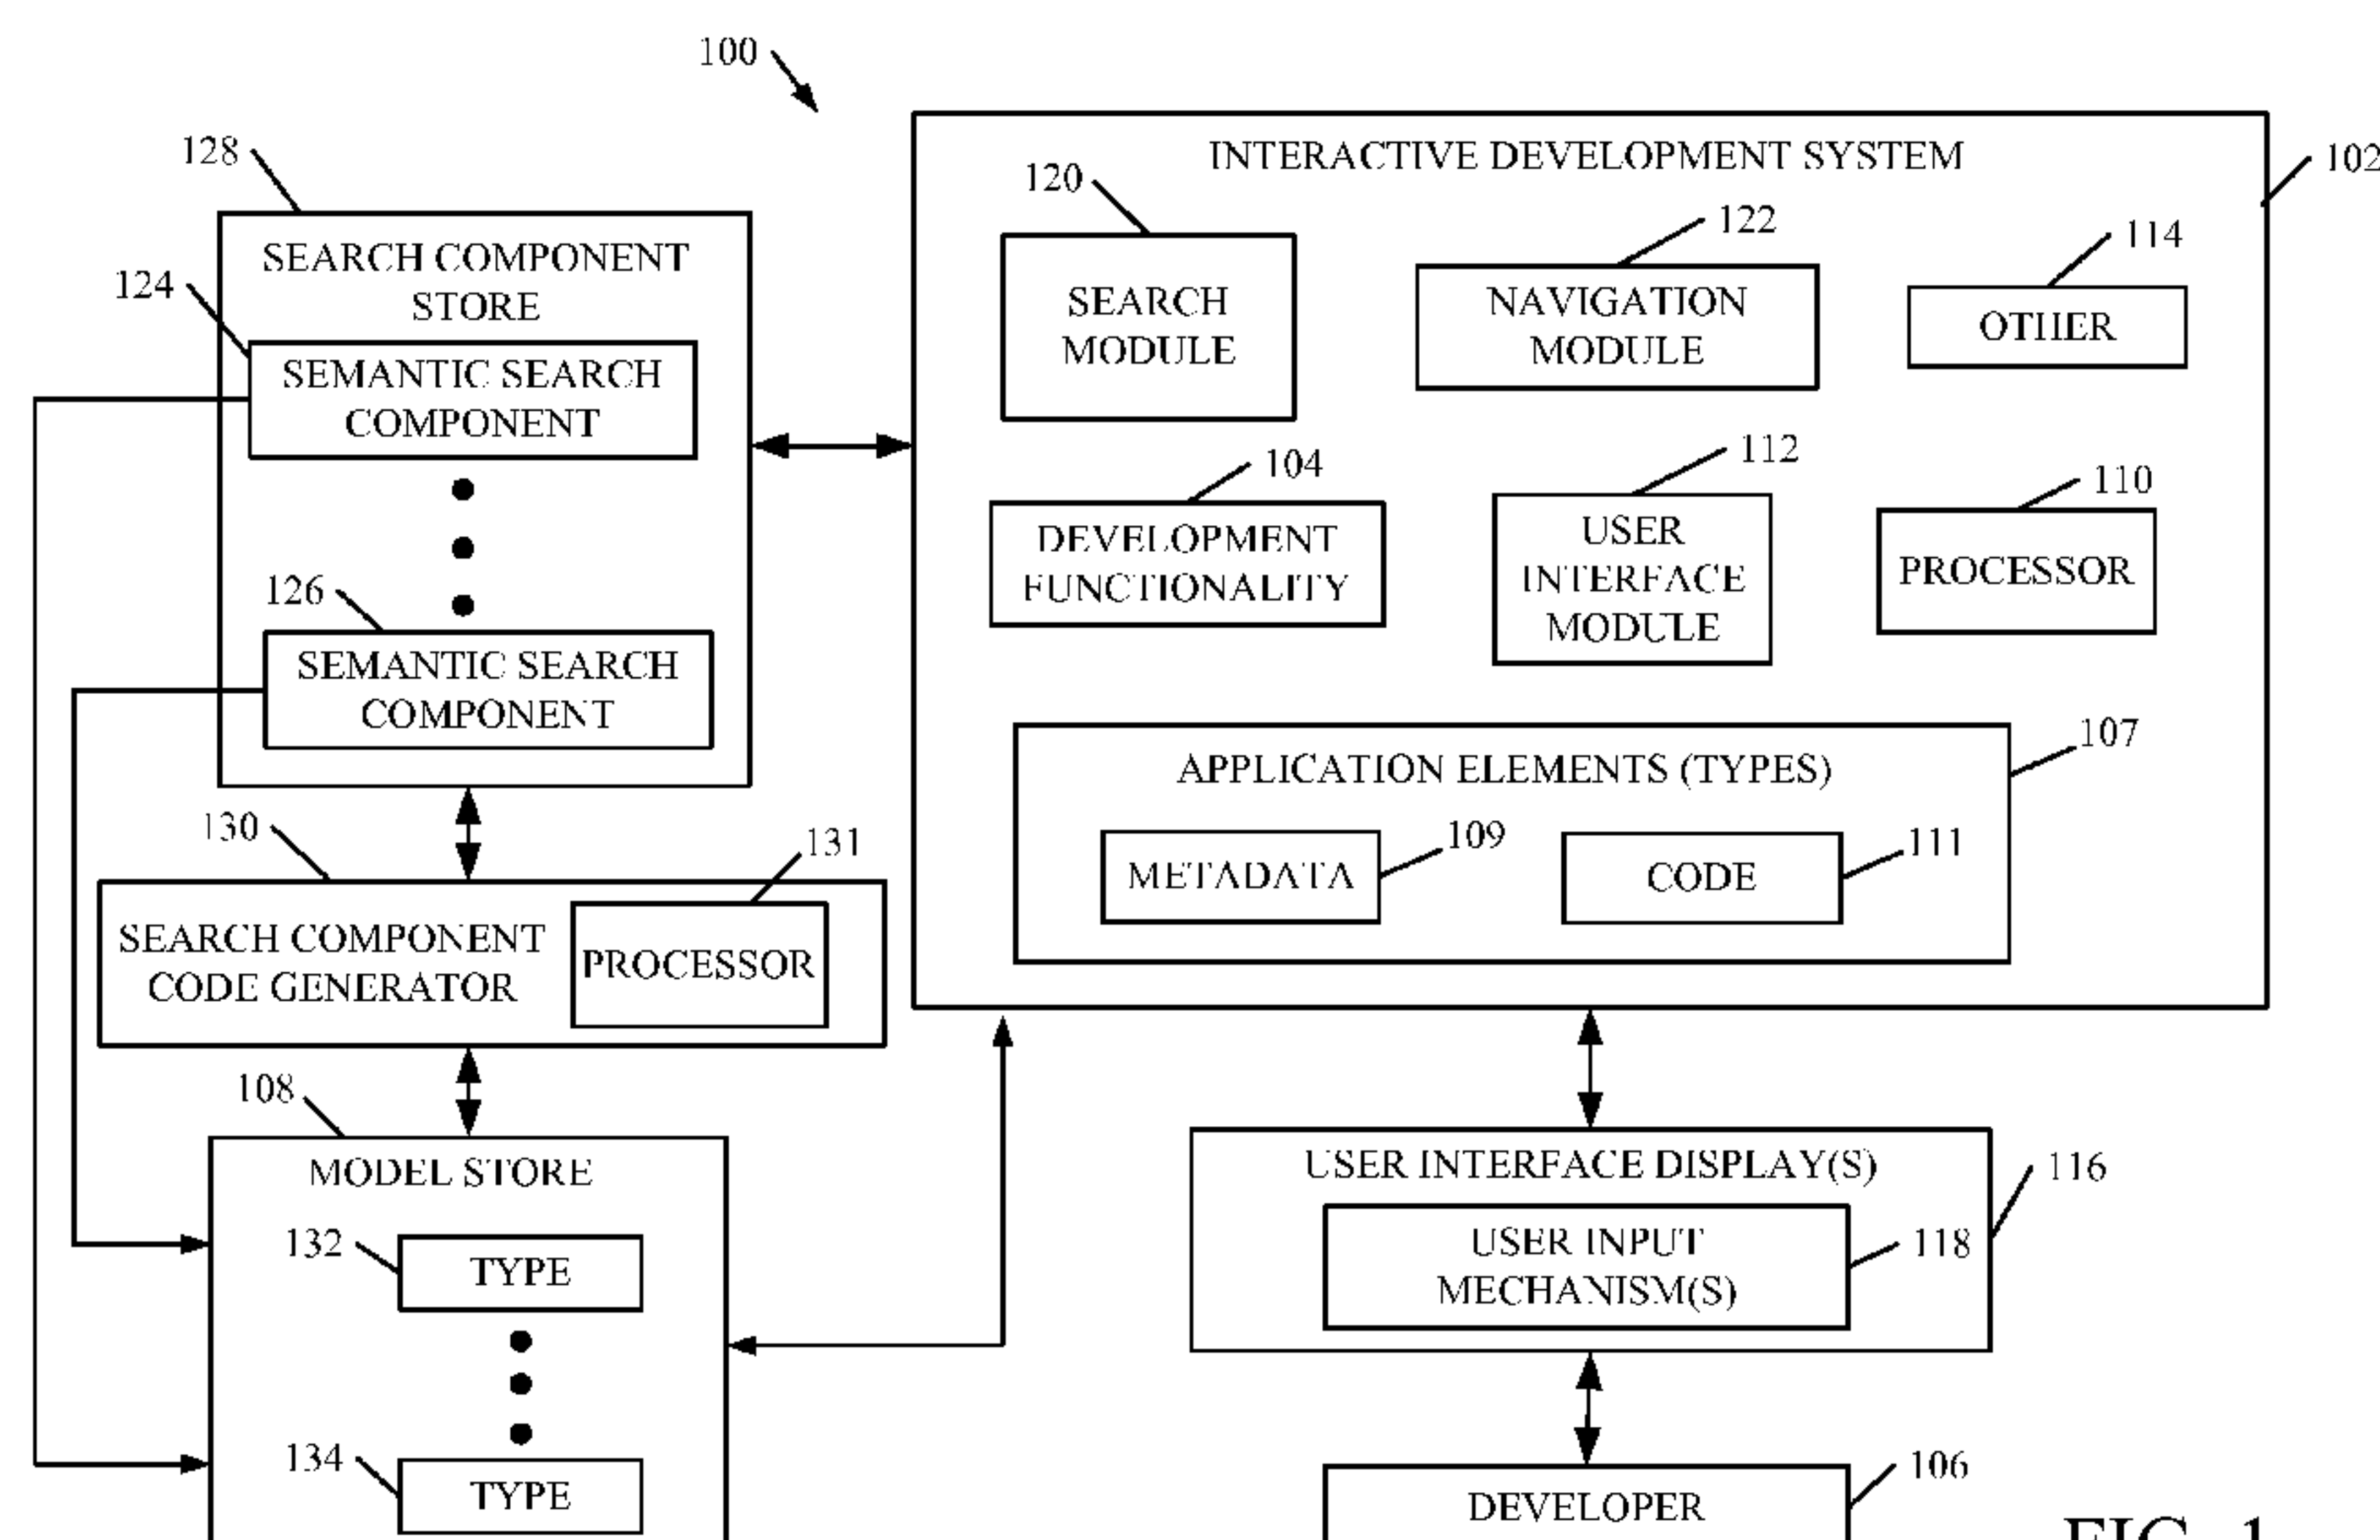 100
128
INTERACTIVE DEVELOPMENT SYSTEM
102
120
122
114
SEARCH COMPONENT
STORE
124
SEARCH
MODULE
NAVIGATION
MODULE
OTHER
SEMANTIC SEARCH
COMPONENT
104
112
110
DEVELOPMENT
FUNCTIONALITY
USER
INTERFACE
MODULE
PROCESSOR
126
SEMANTIC SEARCH
COMPONENT
107
APPLICATION ELEMENTS (TYPES)
130
131
109
111
METADATA
CODE
SEARCH COMPONENT
CODE GENERATOR
PROCESSOR
108
MODEL STORE
USER INTERFACE DISPLAY(S)
116
132
TYPE
USER INPUT
MECHANISM(S)
118
134
TYPE
106
DEVELOPER
FIG. 1